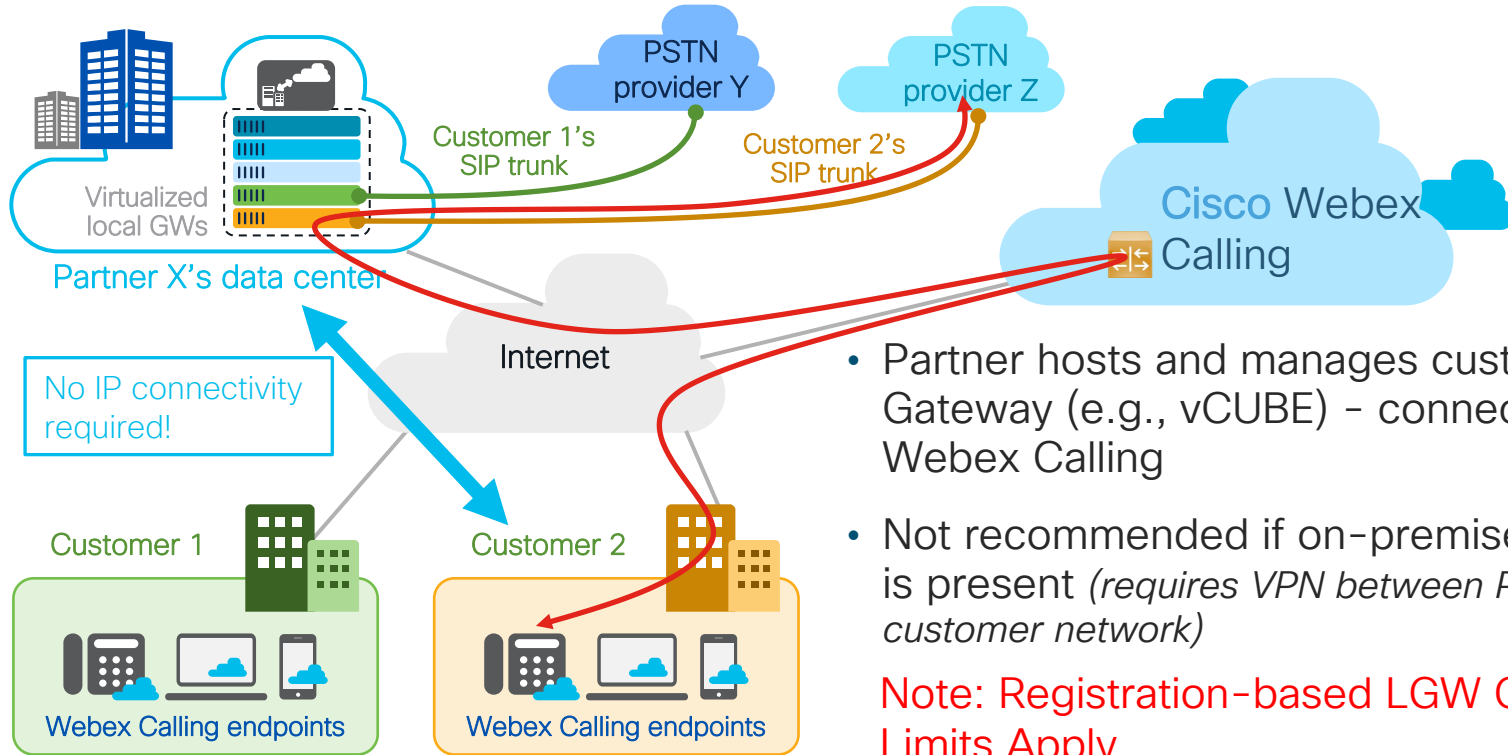 PSTN
provider Y
PSTN
provider Z
Customer 1's
SIP trunk
Customer 2's
SIP trunk
Virtualized
local GWs
Partner X's data center
Cisco Webex
Calling
Internet
No IP connectivity
required!
Customer 1
Customer 2
Webex Calling endpoints
Webex Calling endpoints
• Partner hosts and manages cust
Gateway (e.g., vCUBE) - connec
Webex Calling
• Not recommended if on-premise
is present (requires VPN between P
customer network)
Note: Registration-based LGW C
Limits Apply